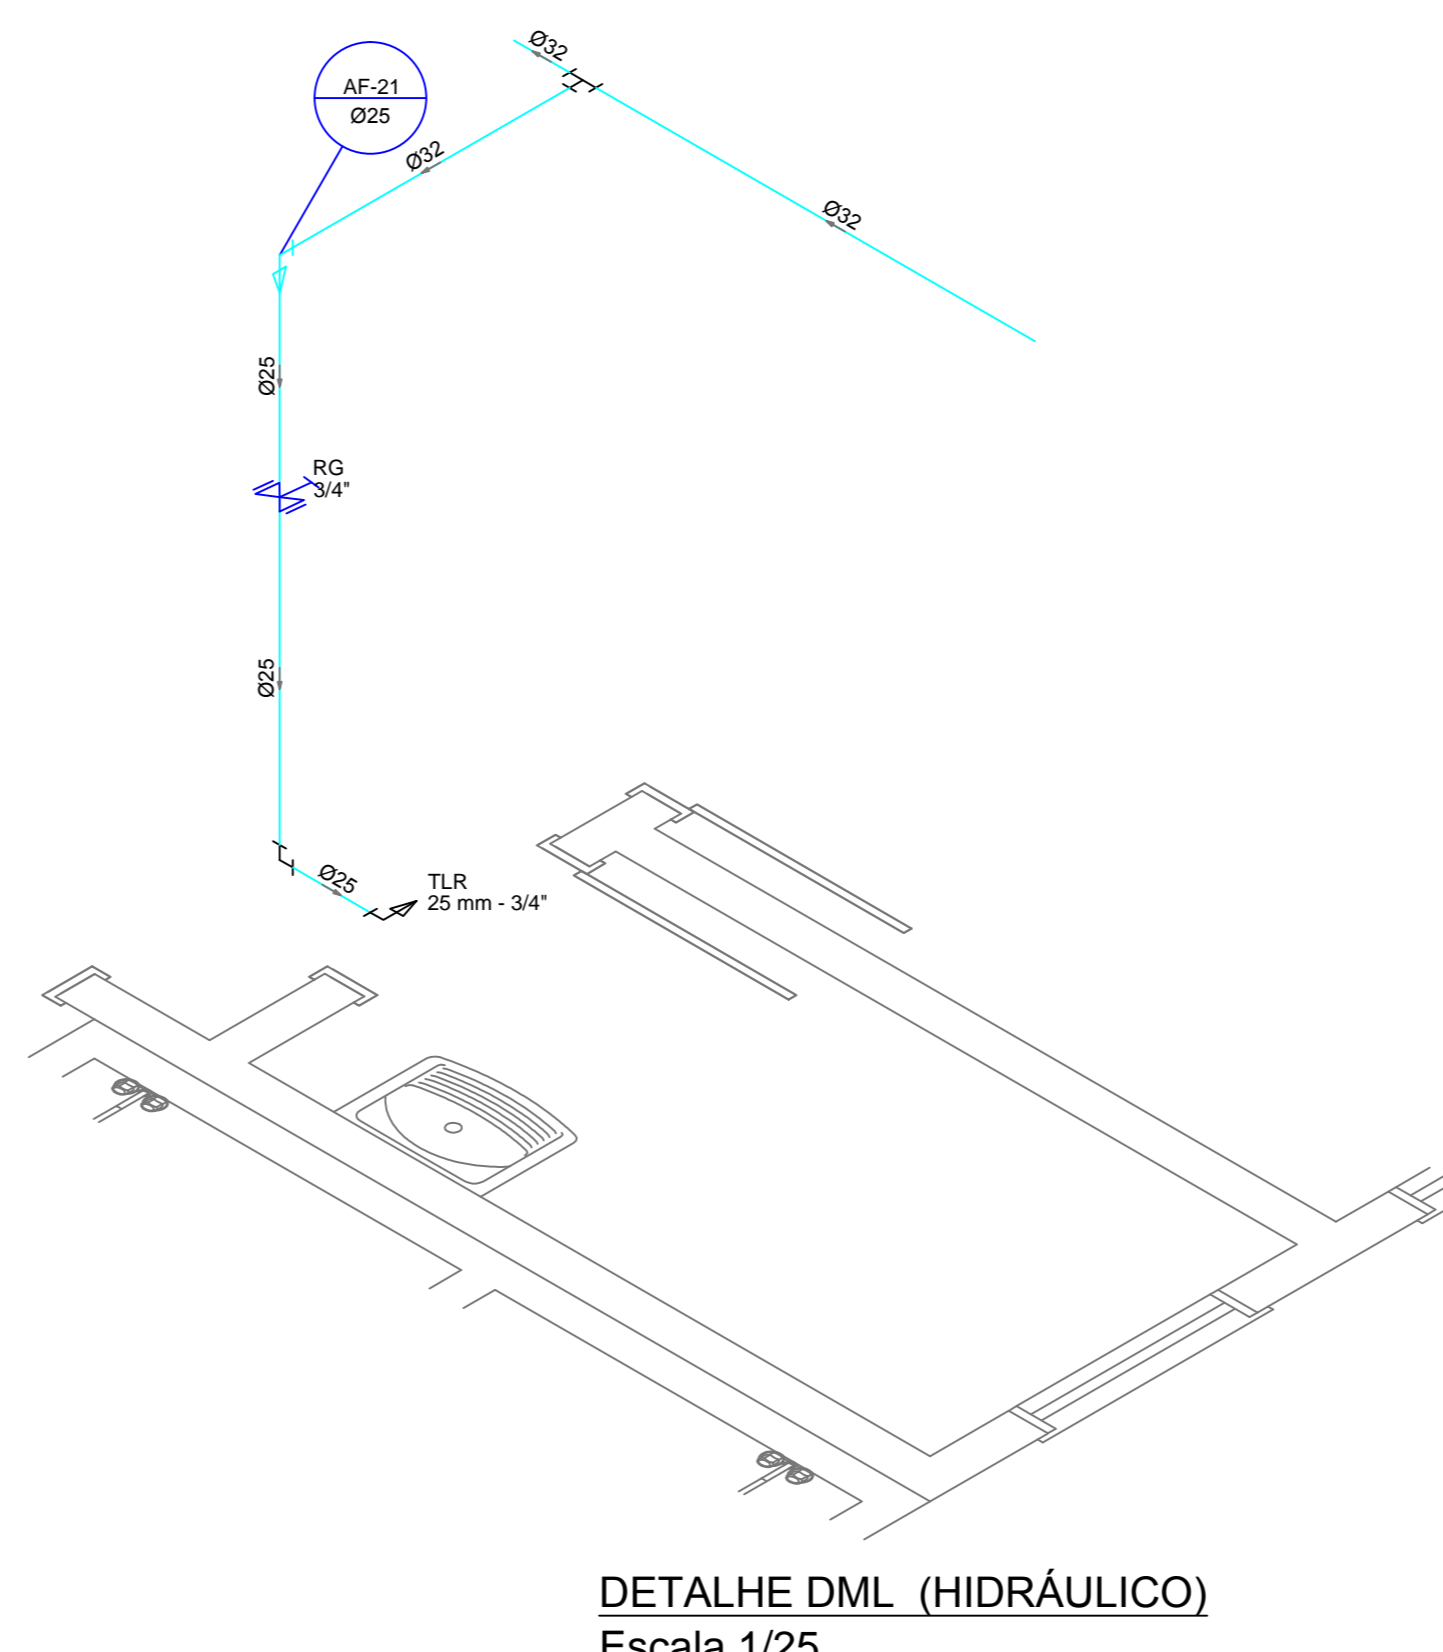 Ø32
AF-21
Ø25
Ø32
Ø32
Ø25
RG
3/4"
Ø25
Ø25
TLR
25 mm - 3/4"
DETALHE DML (HIDRÁULICO)
Escala 1/25